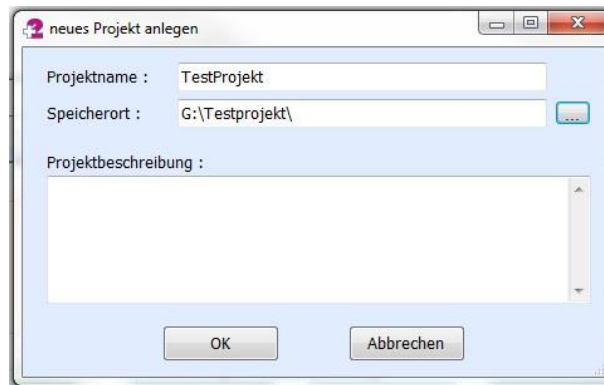 neues Projekt anlegen
Projektname : TestProjekt
Speicherort : G:\Testprojekt\ ...
Projektbeschreibung :
OK Abbrechen